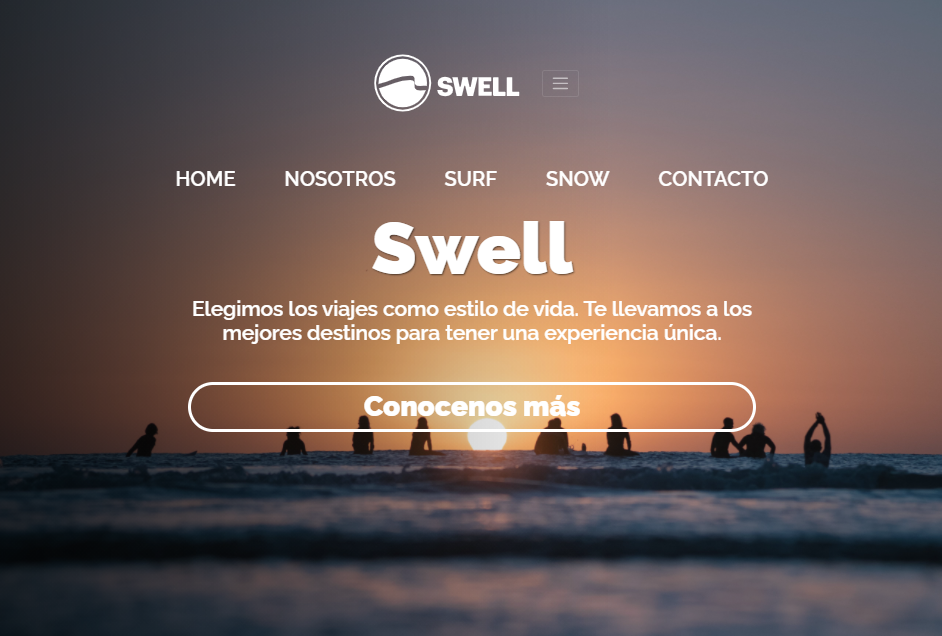 SWELL
HOME NOSOTROS SURF SNOW CONTACTO
Swell
Elegimos los viajes como estilo de vida. Te llevamos a los
mejores destinos para tener una experiencia única.
Conocenos más